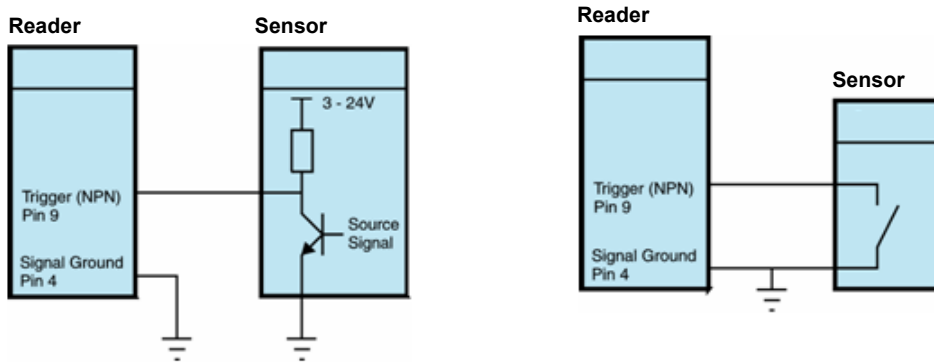 Reader
Sensor
3 - 24V
Trigger (NPN)
Pin 9
Source
Signal
Signal Ground
Pin 4
Reader
Sensor
Trigger (NPN)
Pin 9
Signal Ground
Pin 4